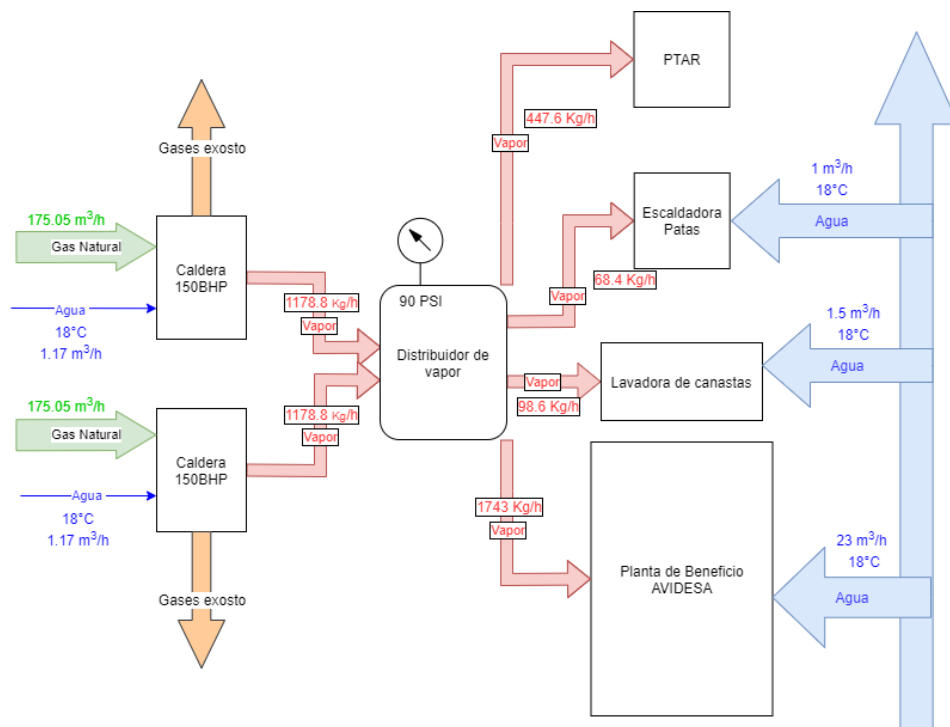 PTAR
447.6 Kg/h
Vapor
Gases exosto
1 m³/h
18°C
Agua
Escaldadora
Patas
175.05 m³/h
Gas Natural
Caldera
150BHP
68.4 Kg/h
Vapor
90 PSI
Agua
18°C
1.17 m³/h
1178.8 Kg/h
Vapor
Distribuidor de
vapor
1.5 m³/h
18°C
Agua
Vapor
98.6 Kg/h
Lavadora de canastas
175.05 m³/h
Gas Natural
1178.8 Kg/h
Vapor
Caldera
150BHP
Agua
18°C
1.17 m³/h
1743 Kg/h
Vapor
23 m³/h
18°C
Agua
Planta de Beneficio
AVIDESA
Gases exosto